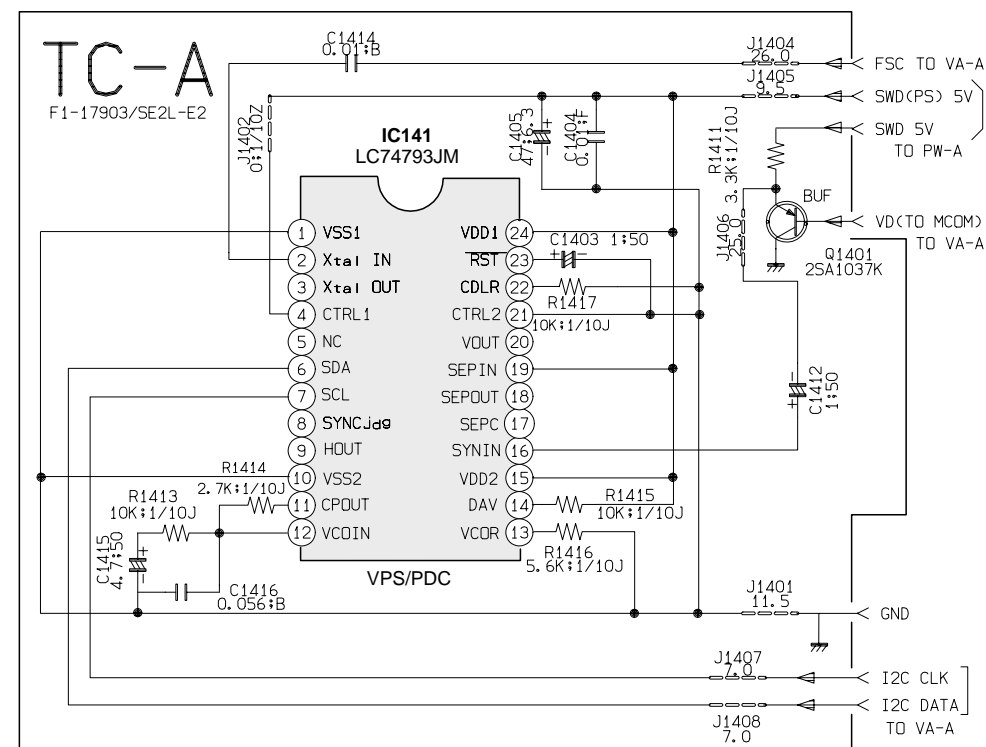 TC-A
F1-17903/SE2L-E2
C1414
0.01;B
J1404
26.0
FSC TO VA-A
J1405
9.5
SWD(PS) 5V
SWD 5V
TO PW-A
J1402
0;1/10Z
IC141
LC74793JM
C1405
47;6.3
C1404
0.01;F
R1411
3.3K;1/10J
J1406
25.0
BUF
VD(TO MCOM)
TO VA-A
Q1401
2SA1037K
1 VSS1
2 Xtal IN
3 Xtal OUT
4 CTRL1
5 NC
6 SDA
7 SCL
8 SYNCJdg
9 HOUT
10 VSS2
11 CPOUT
12 VCOIN
VDD1 24
RST 23
CDLR 22
CTRL2 21
VOUT 20
SEPIN 19
SEPOUT 18
SEPC 17
SYNIN 16
VDD2 15
DAV 14
VCOR 13
C1403 1;50
+ -
R1417
10K;1/10J
C1412
1;50
- +
R1414
2.7K;1/10J
R1413
10K;1/10J
C1415
4.7;50
+ -
C1416
0.056;B
R1415
10K;1/10J
R1416
5.6K;1/10J
VPS/PDC
J1401
11.5
GND
J1407
7.0
I2C CLK
I2C DATA
TO VA-A
J1408
7.0